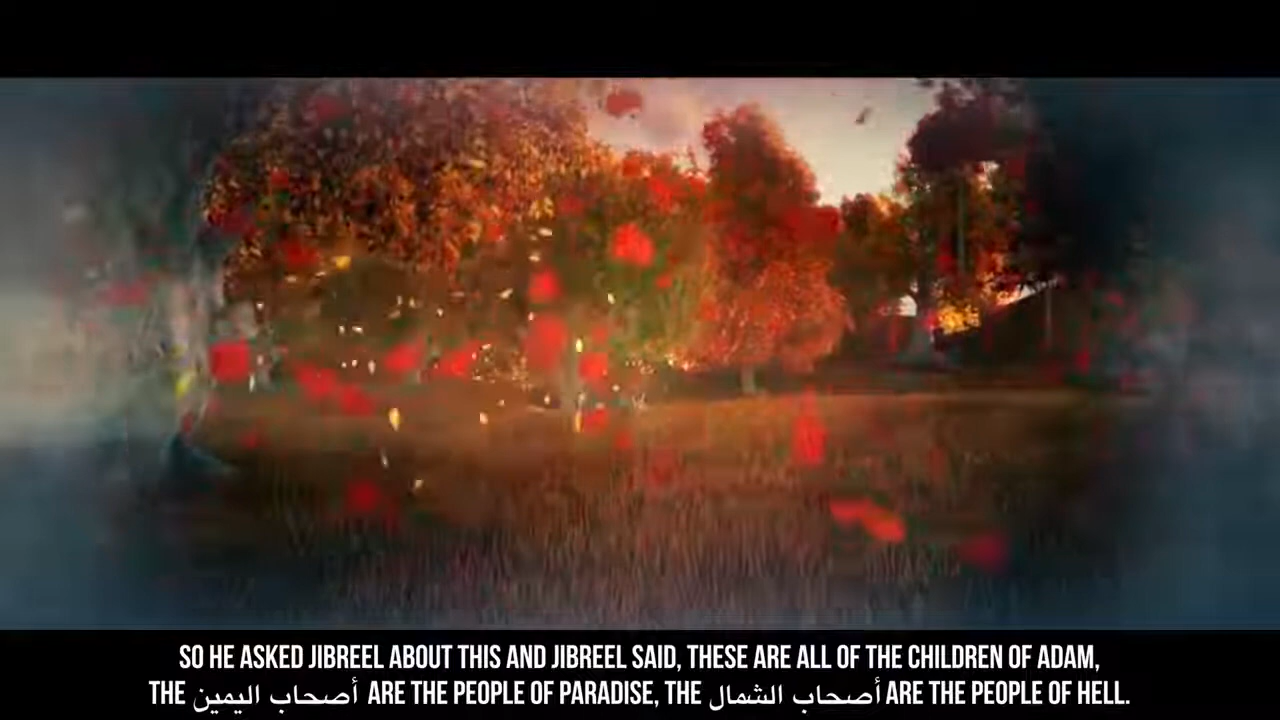 SO HE ASKED JIBREEL ABOUT THIS AND JIBREEL SAID, THESE ARE ALL OF THE CHILDREN OF ADAM,
THE أصحاب اليمين ARE THE PEOPLE OF PARADISE, THE أصحاب الشمال ARE THE PEOPLE OF HELL.